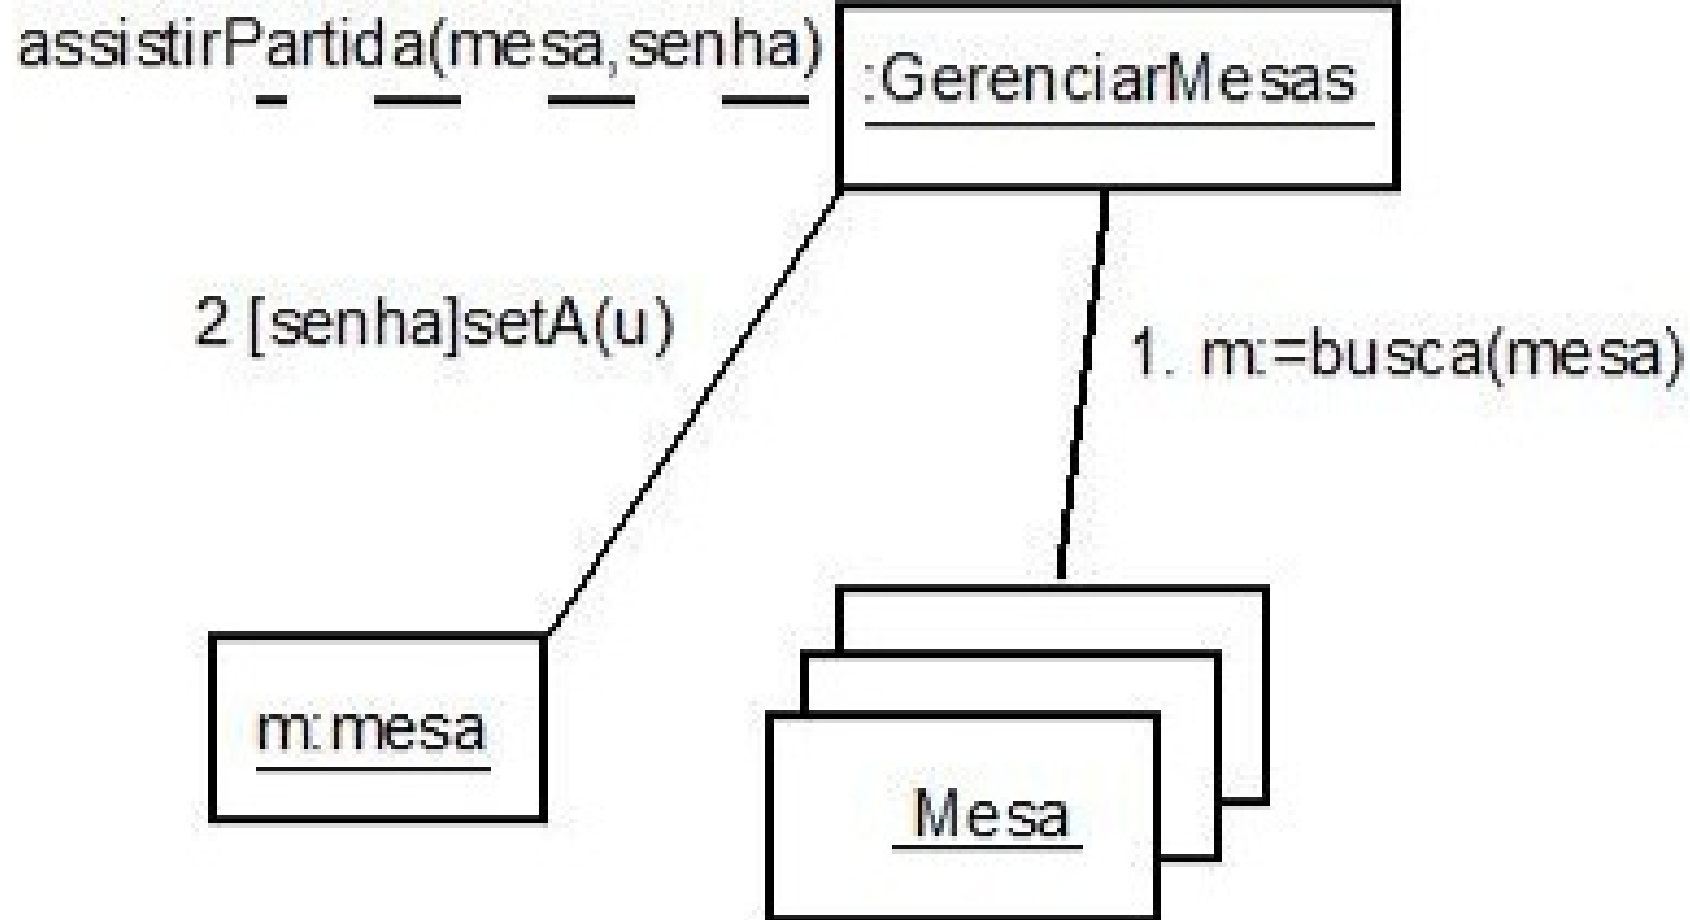 assistirPartida(mesa,senha)
:GerenciarMesas
2 [senha]setA(u)
1. m:=busca(mesa)
m:mesa
Mesa